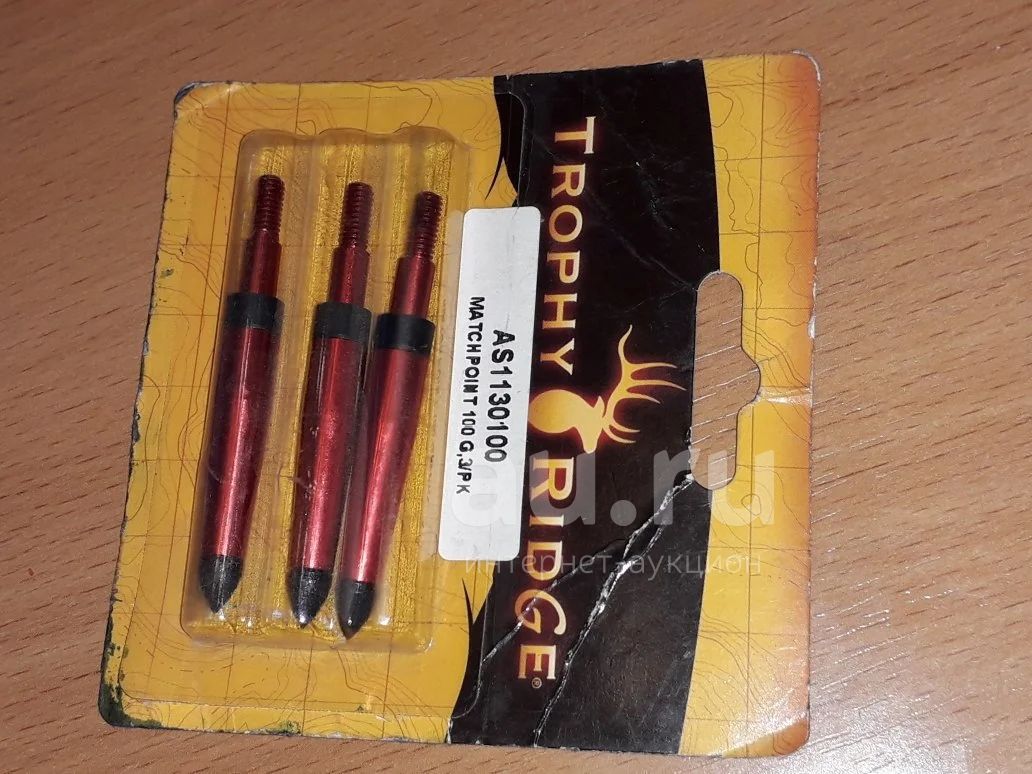 TROPHY RIDGE®
AS1130100
MATCHPOINT 100 G,3/PK
au.ru
интернет-аукцион